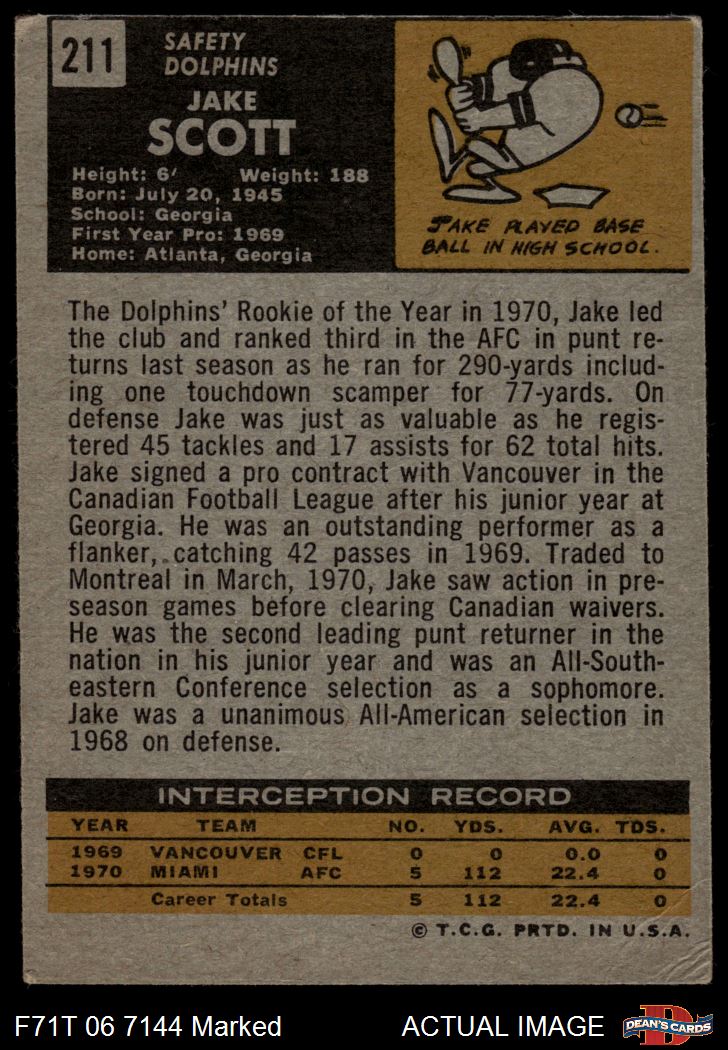 211
SAFETY
DOLPHINS
JAKE
SCOTT
Height: 6' Weight: 188
Born: July 20, 1945
School: Georgia
First Year Pro: 1969
Home: Atlanta, Georgia
JAKE PLAYED BASE
BALL IN HIGH SCHOOL.
The Dolphins' Rookie of the Year in 1970, Jake led
the club and ranked third in the AFC in punt re-
turns last season as he ran for 290-yards includ-
ing one touchdown scamper for 77-yards. On
defense Jake was just as valuable as he regis-
tered 45 tackles and 17 assists for 62 total hits.
Jake signed a pro contract with Vancouver in the
Canadian Football League after his junior year at
Georgia. He was an outstanding performer as a
flanker, catching 42 passes in 1969. Traded to
Montreal in March, 1970, Jake saw action in pre-
season games before clearing Canadian waivers.
He was the second leading punt returner in the
nation in his junior year and was an All-South-
eastern Conference selection as a sophomore.
Jake was a unanimous All-American selection in
1968 on defense.
INTERCEPTION RECORD
YEAR TEAM NO. YDS. AVG. TDS.
1969 VANCOUVER CFL 0 0 0.0 0
1970 MIAMI AFC 5 112 22.4 0
Career Totals 5 112 22.4 0
© T.C.G. PRTD. IN U.S.A.
F71T 06 7144 Marked ACTUAL IMAGE
D
DEAN'S CARDS